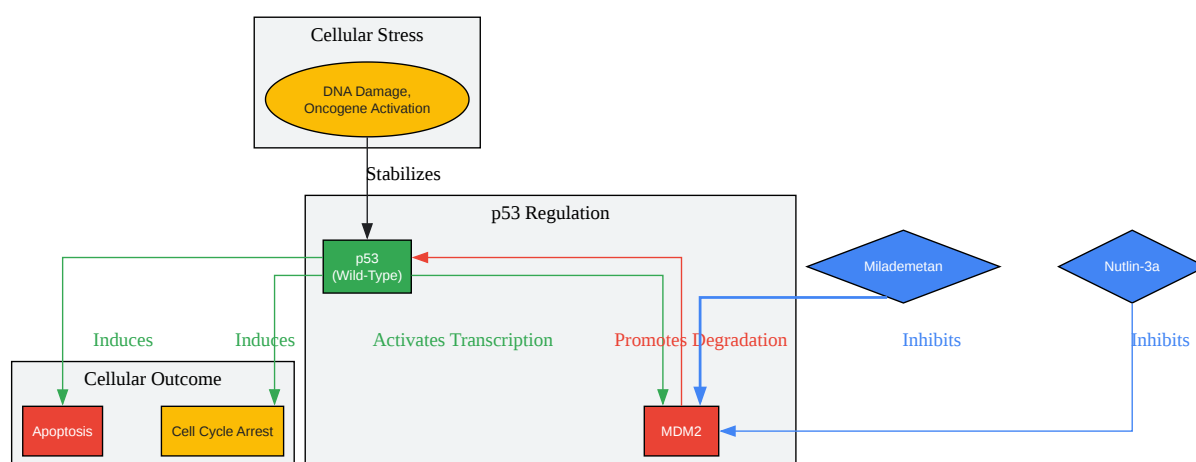 Cellular Stress
DNA Damage,
Oncogene Activation
Stabilizes
p53 Regulation
p53
(Wild-Type)
Milademetan
Nutlin-3a
Induces
Induces
Activates Transcription
Promotes Degradation
Inhibits
Inhibits
Cellular Outcome
Apoptosis
Cell Cycle Arrest
MDM2